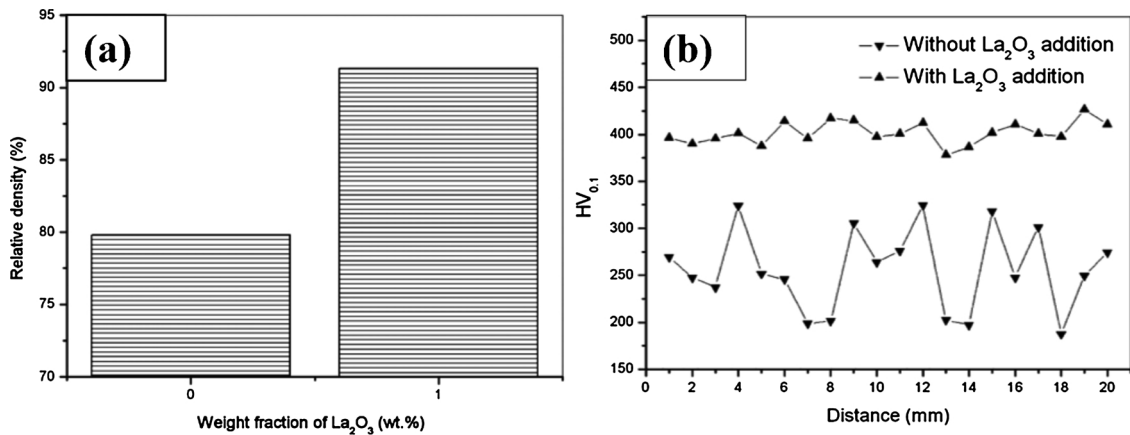 (a)
95
90
85
80
75
70
Relative density (%)
0 1
Weight fraction of La₂O₃ (wt.%)
(b)
Without La₂O₃ addition
With La₂O₃ addition
525
500
450
400
350
300
250
200
150
HV₀.₁
0 2 4 6 8 10 12 14 16 18 20
Distance (mm)